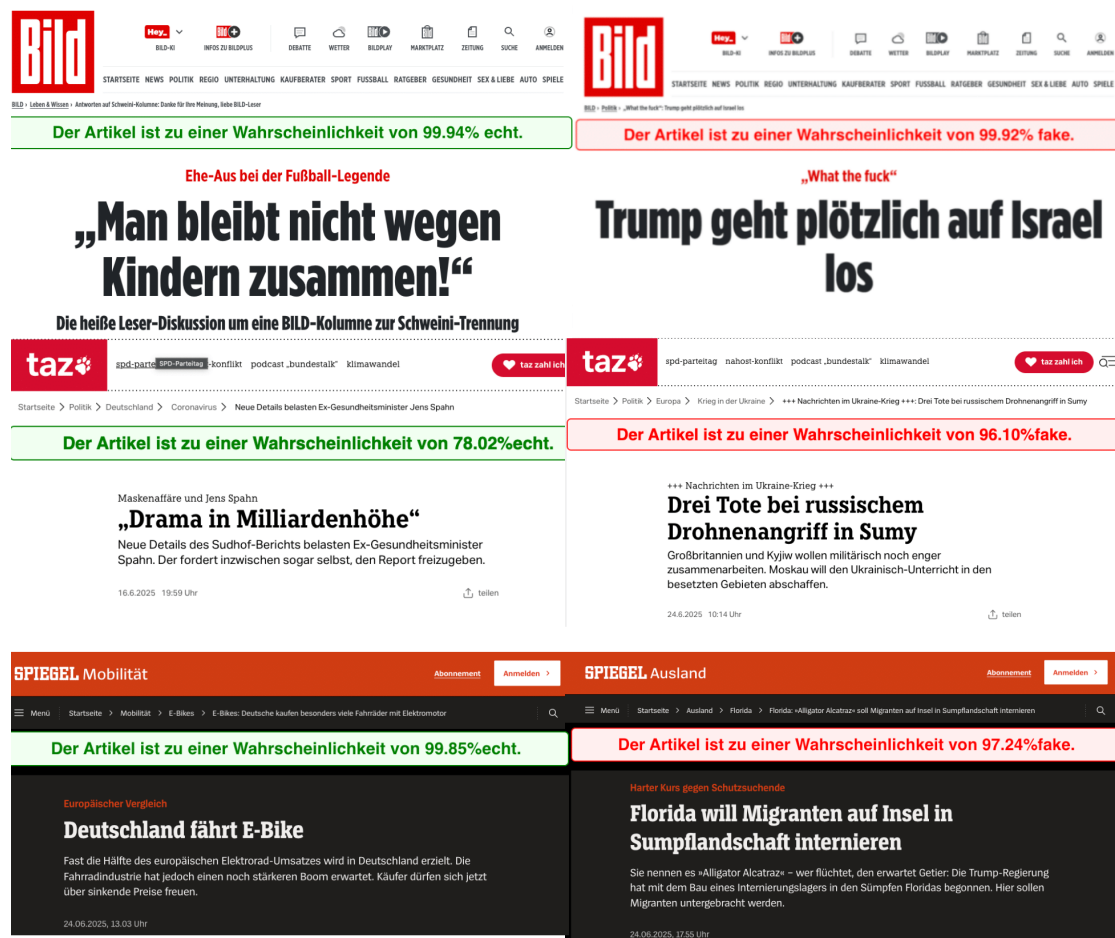 Bild
Hey_
BILD-KI
Bild+
INFOS ZU BILDPLUS
DEBATTE
WETTER
BILDPLAY
MARKTPLATZ
ZEITUNG
SUCHE
ANMELDEN
STARTSEITE NEWS POLITIK REGIO UNTERHALTUNG KAUFBERATER SPORT FUSSBALL RATGEBER GESUNDHEIT SEX & LIEBE AUTO SPIELE
BILD › Leben & Wissen › Antworten auf Schweini-Kolumne: Danke für Ihre Meinung, liebe BILD-Leser
Der Artikel ist zu einer Wahrscheinlichkeit von 99.94% echt.
Ehe-Aus bei der Fußball-Legende
„Man bleibt nicht wegen
Kindern zusammen!“
Die heiße Leser-Diskussion um eine BILD-Kolumne zur Schweini-Trennung
Bild
Hey_
BILD-KI
Bild+
INFOS ZU BILDPLUS
DEBATTE
WETTER
BILDPLAY
MARKTPLATZ
ZEITUNG
SUCHE
ANMELDEN
STARTSEITE NEWS POLITIK REGIO UNTERHALTUNG KAUFBERATER SPORT FUSSBALL RATGEBER GESUNDHEIT SEX & LIEBE AUTO SPIELE
BILD › Politik › „What the fuck“: Trump geht plötzlich auf Israel los
Der Artikel ist zu einer Wahrscheinlichkeit von 99.92% fake.
„What the fuck“
Trump geht plötzlich auf Israel
los
taz
spd-parte SPD-Parteitag -konflikt podcast „bundestalk“ klimawandel
taz zahl ich
Startseite > Politik > Deutschland > Coronavirus > Neue Details belasten Ex-Gesundheitsminister Jens Spahn
Der Artikel ist zu einer Wahrscheinlichkeit von 78.02%echt.
Maskenaffäre und Jens Spahn
„Drama in Milliardenhöhe“
Neue Details des Sudhof-Berichts belasten Ex-Gesundheitsminister
Spahn. Der fordert inzwischen sogar selbst, den Report freizugeben.
16.6.2025 19:59 Uhr
teilen
taz
spd-parteitag nahost-konflikt podcast „bundestalk“ klimawandel
taz zahl ich
Startseite > Politik > Europa > Krieg in der Ukraine > +++ Nachrichten im Ukraine-Krieg +++: Drei Tote bei russischem Drohnenangriff in Sumy
Der Artikel ist zu einer Wahrscheinlichkeit von 96.10%fake.
+++ Nachrichten im Ukraine-Krieg +++
Drei Tote bei russischem
Drohnenangriff in Sumy
Großbritannien und Kyjiw wollen militärisch noch enger
zusammenarbeiten. Moskau will den Ukrainisch-Unterricht in den
besetzten Gebieten abschaffen.
24.6.2025 10:14 Uhr
teilen
SPIEGEL Mobilität
Abonnement
Anmelden >
Menü Startseite > Mobilität > E-Bikes > E-Bikes: Deutsche kaufen besonders viele Fahrräder mit Elektromotor
Der Artikel ist zu einer Wahrscheinlichkeit von 99.85%echt.
Europäischer Vergleich
Deutschland fährt E-Bike
Fast die Hälfte des europäischen Elektrorad-Umsatzes wird in Deutschland erzielt. Die
Fahrradindustrie hat jedoch einen noch stärkeren Boom erwartet. Käufer dürfen sich jetzt
über sinkende Preise freuen.
24.06.2025, 13.03 Uhr
SPIEGEL Ausland
Abonnement
Anmelden >
Menü Startseite > Ausland > Florida > Florida: »Alligator Alcatraz« soll Migranten auf Insel in Sumpflandschaft internieren
Der Artikel ist zu einer Wahrscheinlichkeit von 97.24%fake.
Harter Kurs gegen Schutzsuchende
Florida will Migranten auf Insel in
Sumpflandschaft internieren
Sie nennen es »Alligator Alcatraz« – wer flüchtet, den erwartet Getier: Die Trump-Regierung
hat mit dem Bau eines Internierungslagers in den Sümpfen Floridas begonnen. Hier sollen
Migranten untergebracht werden.
24.06.2025, 17.55 Uhr